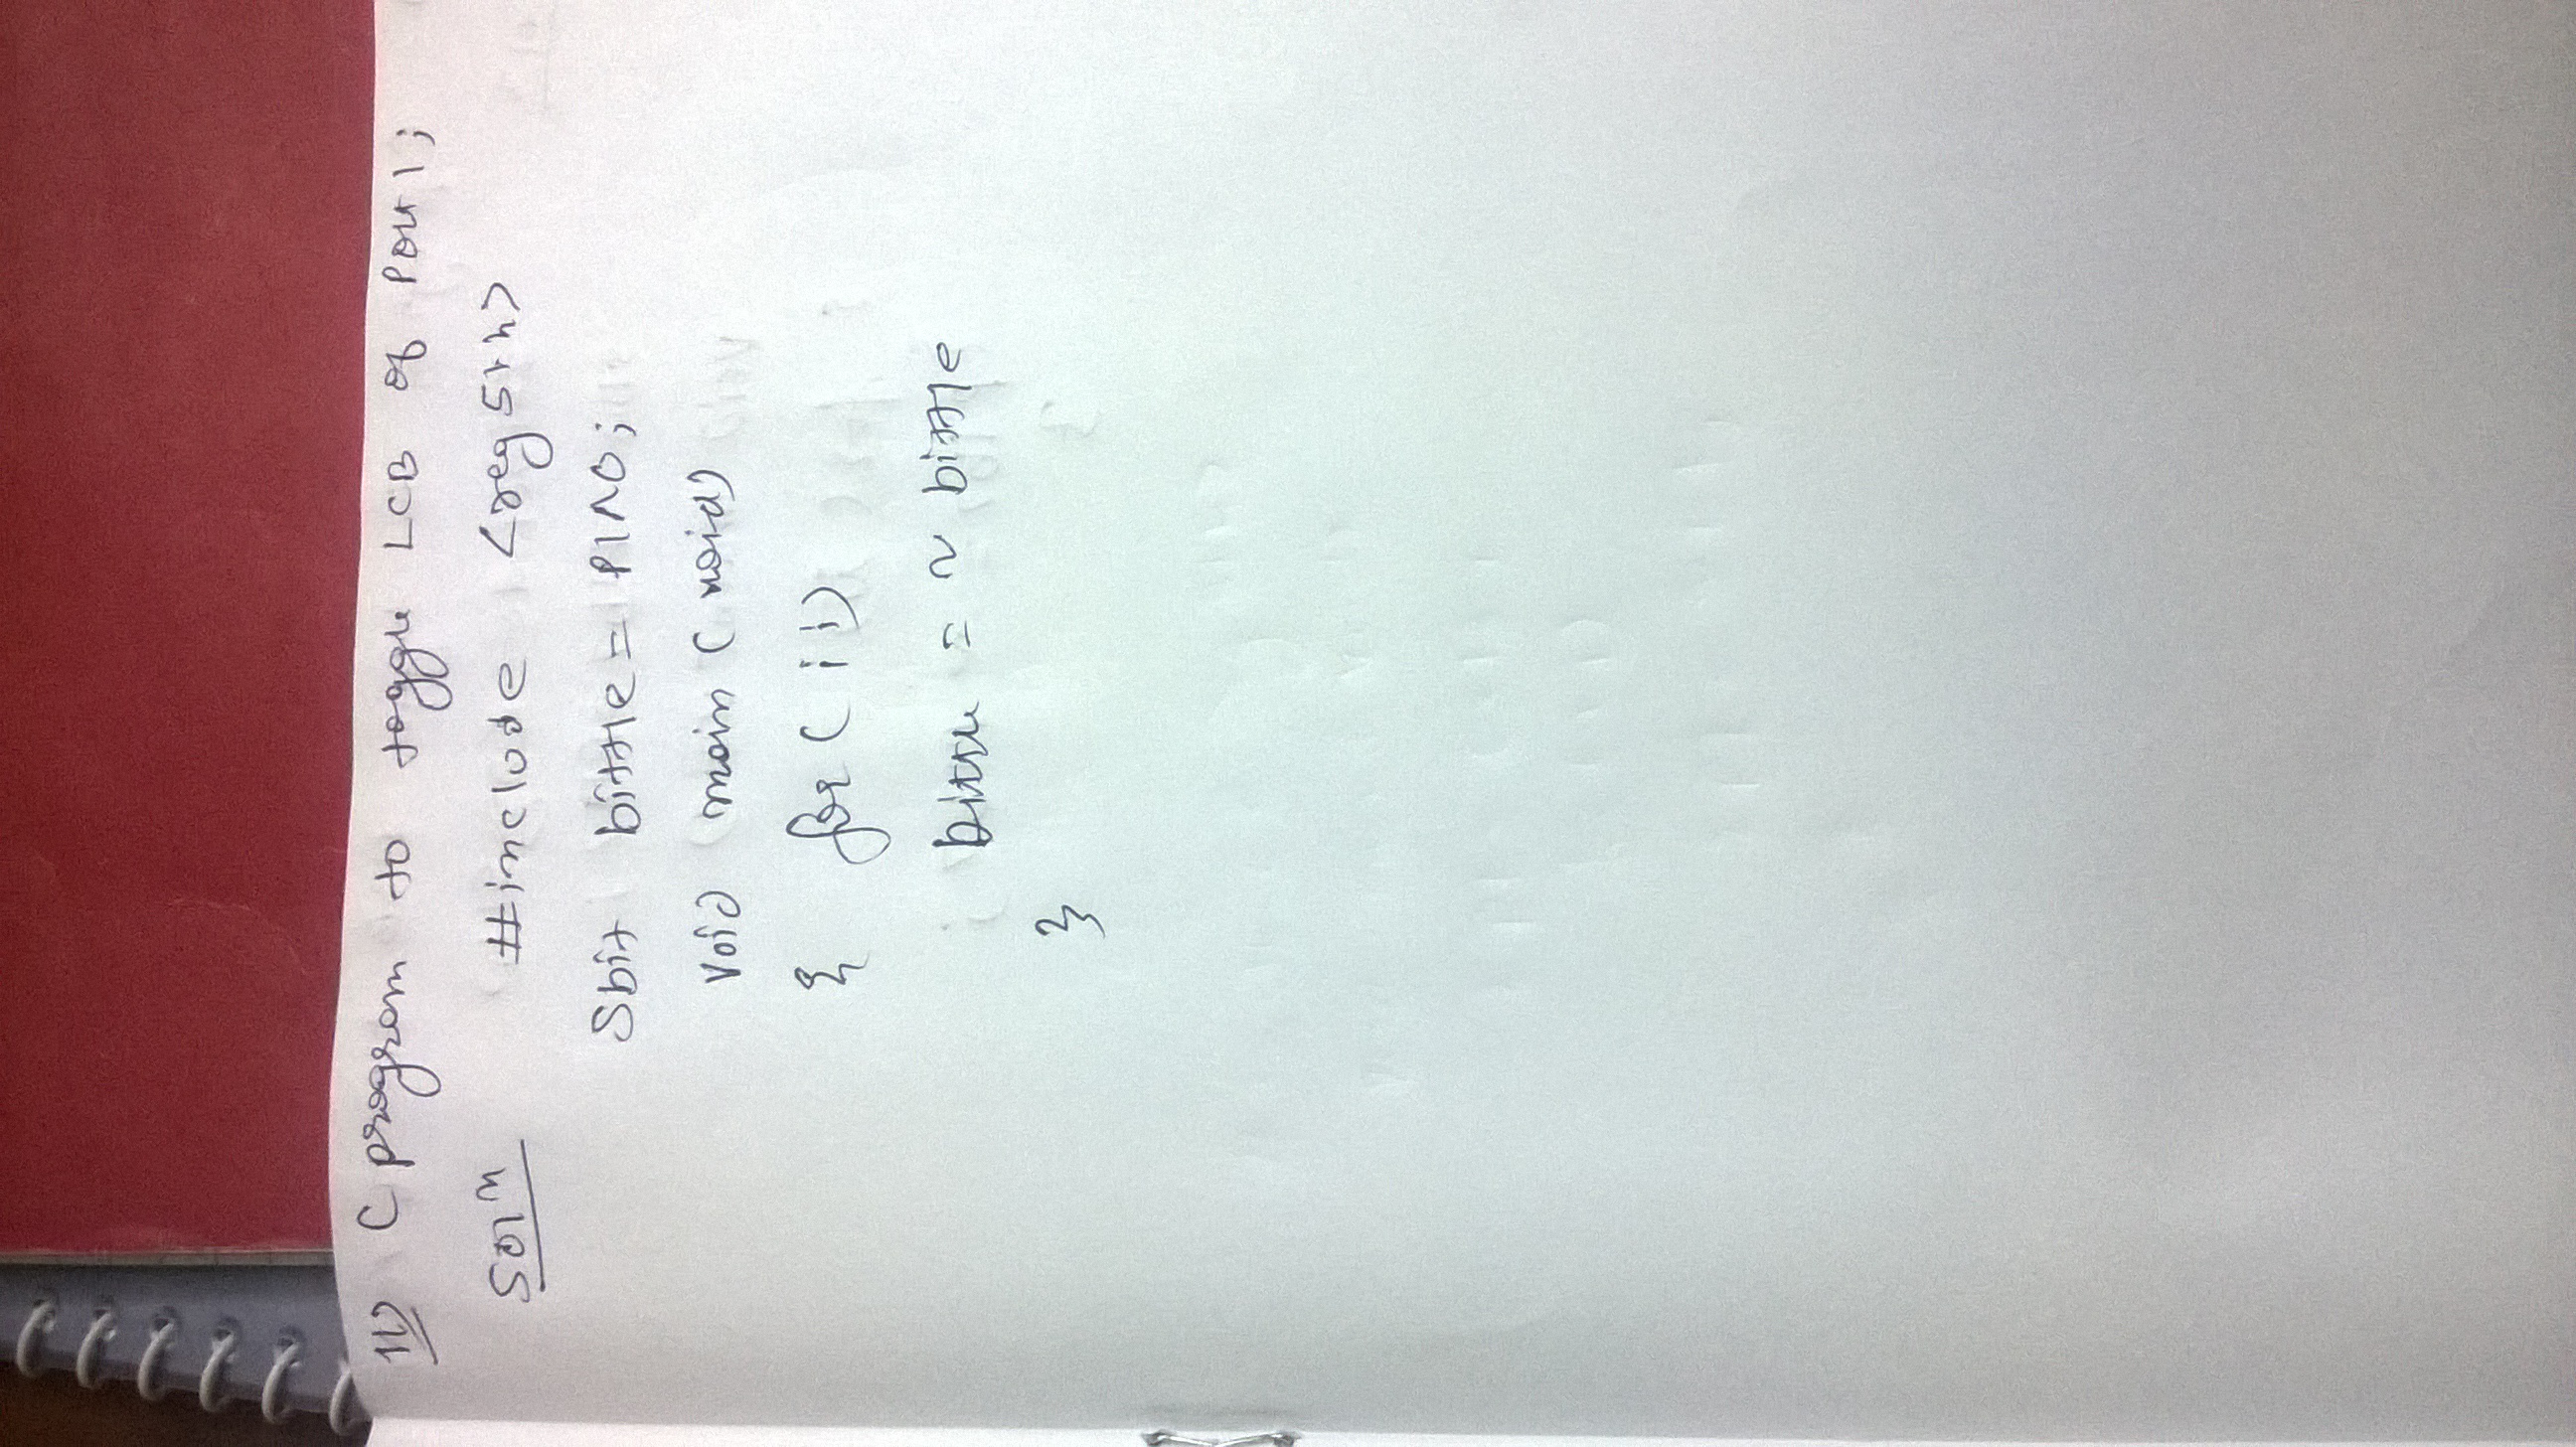 11) C program to toggle LCB of Port 1;
Soln #include <reg51.h>
Sbit bittle = P1^0;
void main (void)
{ for (;;)
bittle = ~ bittle
}